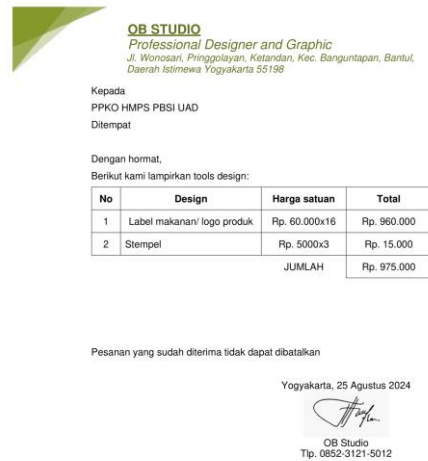 OB STUDIO
Professional Designer and Graphic
Jl. Wonosari, Pringgolayan, Ketandan, Kec. Banguntapan, Bantul,
Daerah Istimewa Yogyakarta 55198
Kepada
PPKO HMPS PBSI UAD
Ditempat
Dengan hormat,
Berikut kami lampirkan tools design:
No Design Harga satuan Total
1 Label makanan/ logo produk Rp. 60.000x16 Rp. 960.000
2 Stempel Rp. 5000x3 Rp. 15.000
JUMLAH Rp. 975.000
Pesanan yang sudah diterima tidak dapat dibatalkan
Yogyakarta, 25 Agustus 2024
OB Studio
Tlp. 0852-3121-5012